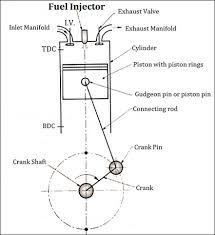 Fuel Injector
Exhaust Valve
I.V.
Inlet Manifold
Exhaust Manifold
TDC
Cylinder
Piston with piston rings
Gudgeon pin or piston pin
Connecting rod
BDC
Crank Pin
Crank Shaft
Crank